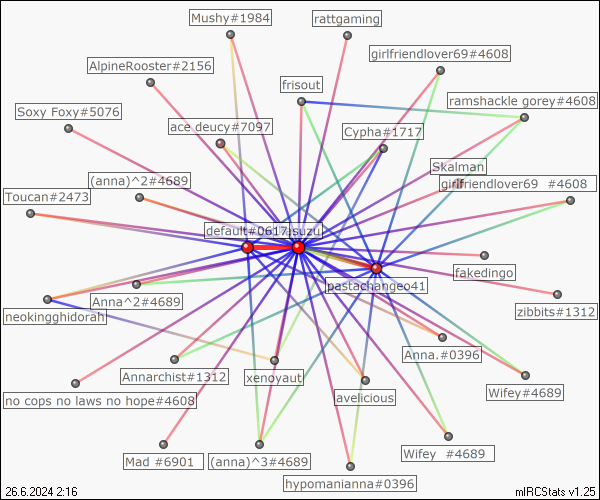 Mushy#1984
rattgaming
girlfriendlover69#4608
AlpineRooster#2156
frisout
ramshackle gorey#4608
Soxy Foxy#5076
ace deucy#7097
Cypha#1717
Skalman
(anna)^2#4689
girlfriendlover69 #4608
Toucan#2473
default#0617
isuzu
fakedingo
pastachangeo41
Anna^2#4689
zibbits#1312
neokingghidorah
Anna.#0396
Annarchist#1312
xenoyaut
Wifey#4689
no cops no laws no hope#4608
avelicious
Mad #6901
(anna)^3#4689
Wifey #4689
hypomanianna#0396
26.6.2024 2:16
mIRCStats v1.25